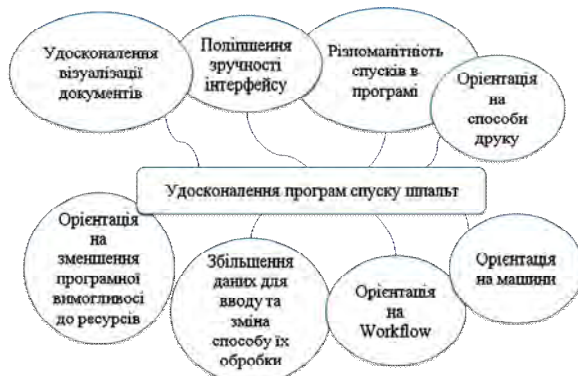 Удосконалення
візуалізації
документів
Поліпшення
зручності
інтерфейсу
Різноманітність
спусків в
програмі
Орієнтація
на
способи
друку
Удосконалення програм спуску шпальт
Орієнтація
на
зменшення
програмної
вимогливосі
до ресурсів
Збільшення
даних для
вводу та
зміна
способу їх
обробки
Орієнтація
на
Workflow
Орієнтація
на машини